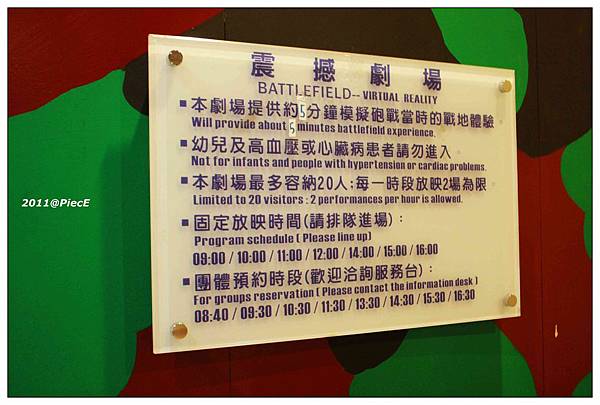 震撼劇場
BATTLEFIELD-- VIRTUAL REALITY
■本劇場提供約5分鐘模擬砲戰當時的戰地體驗
Will provide about 5 minutes battlefield experience.
■幼兒及高血壓或心臟病患者請勿進入
Not for infants and people with hypertension or cardiac problems.
■本劇場最多容納20人;每一時段放映2場為限
Limited to 20 visitors : 2 performances per hour is allowed.
■固定放映時間(請排隊進場):
Program schedule ( Please line up)
09:00 / 10:00 / 11:00 / 12:00 / 14:00 / 15:00 / 16:00
■團體預約時段(歡迎洽詢服務台):
For groups reservation ( Please contact the information desk )
08:40 / 09:30 / 10:30 / 11:30 / 13:30 / 14:30 / 15:30 / 16:30
2011@PiecE